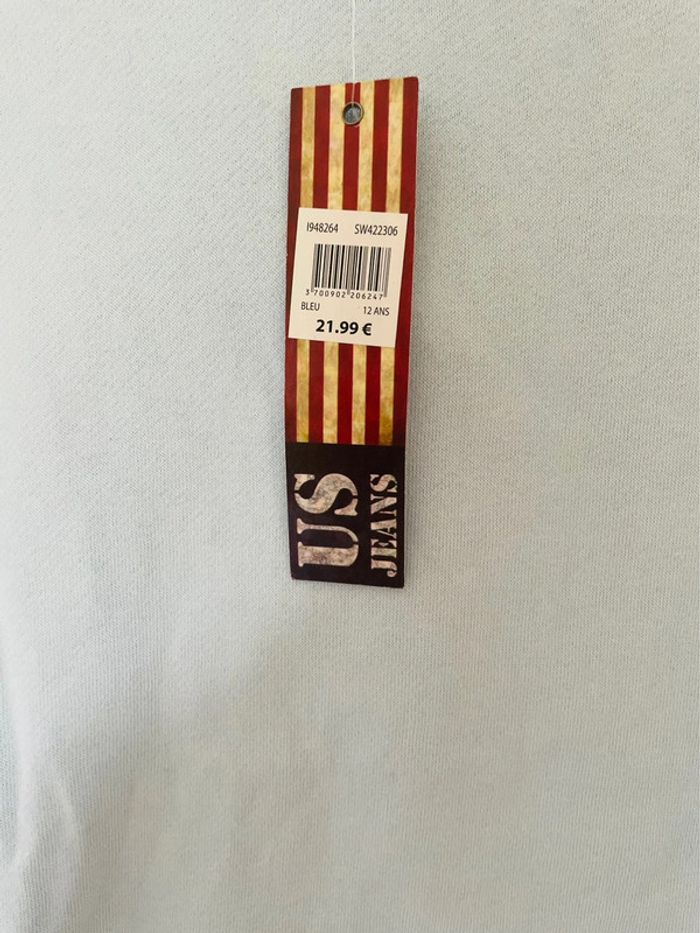 I948264 SW422306
3 700902 206247
BLEU 12 ANS
21.99 €
US
JEANS